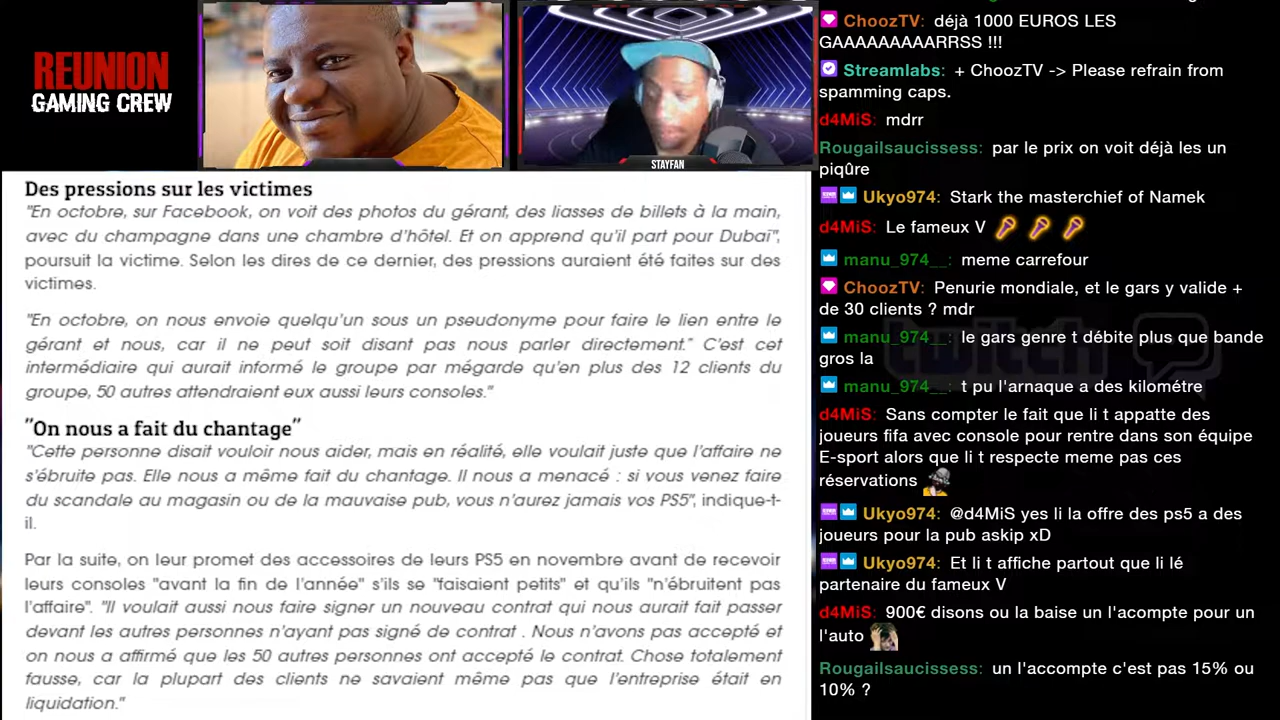 REUNION
GAMING CREW
STAYFAN
Des pressions sur les victimes
"En octobre, sur Facebook, on voit des photos du gérant, des liasses de billets à la main,
avec du champagne dans une chambre d'hôtel. Et on apprend qu'il part pour Dubaï",
poursuit la victime. Selon les dires de ce dernier, des pressions auraient été faites sur des
victimes.
"En octobre, on nous envoie quelqu'un sous un pseudonyme pour faire le lien entre le
gérant et nous, car il ne peut soit disant pas nous parler directement." C'est cet
intermédiaire qui aurait informé le groupe par mégarde qu'en plus des 12 clients du
groupe, 50 autres attendraient eux aussi leurs consoles."
"On nous a fait du chantage"
"Cette personne disait vouloir nous aider, mais en réalité, elle voulait juste que l'affaire ne
s'ébruite pas. Elle nous a même fait du chantage. Il nous a menacé : si vous venez faire
du scandale au magasin ou de la mauvaise pub, vous n'aurez jamais vos PS5", indique-t-
il.
Par la suite, on leur promet des accessoires de leurs PS5 en novembre avant de recevoir
leurs consoles "avant la fin de l'année" s'ils se "faisaient petits" et qu'ils "n'ébruitent pas
l'affaire". "Il voulait aussi nous faire signer un nouveau contrat qui nous aurait fait passer
devant les autres personnes n'ayant pas signé de contrat . Nous n'avons pas accepté et
on nous a affirmé que les 50 autres personnes ont accepté le contrat. Chose totalement
fausse, car la plupart des clients ne savaient même pas que l'entreprise était en
liquidation."
ChoozTV: déjà 1000 EUROS LES
GAAAAAAAAARRSS !!!
Streamlabs: + ChoozTV -> Please refrain from
spamming caps.
d4MiS: mdrr
Rougailsaucissess: par le prix on voit déjà les un
piqûre
Ukyo974: Stark the masterchief of Namek
d4MiS: Le fameux V
manu_974__: meme carrefour
ChoozTV: Penurie mondiale, et le gars y valide +
de 30 clients ? mdr
manu_974__: le gars genre t débite plus que bande
gros la
manu_974__: t pu l'arnaque a des kilométre
d4MiS: Sans compter le fait que li t appatte des
joueurs fifa avec console pour rentre dans son équipe
E-sport alors que li t respecte meme pas ces
réservations
Ukyo974: @d4MiS yes li la offre des ps5 a des
joueurs pour la pub askip xD
Ukyo974: Et li t affiche partout que li lé
partenaire du fameux V
d4MiS: 900€ disons ou la baise un l'acompte pour un
l'auto
Rougailsaucissess: un l'accompte c'est pas 15% ou
10% ?
twitch